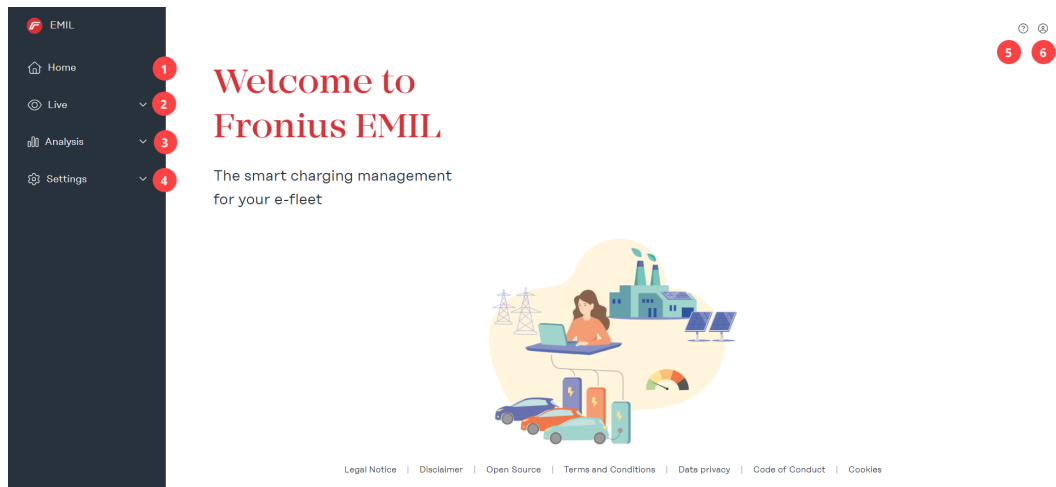 EMIL
Home 1
Live 2
Analysis 3
Settings 4
5 6
Welcome to
Fronius EMIL
The smart charging management
for your e-fleet
Legal Notice | Disclaimer | Open Source | Terms and Conditions | Data privacy | Code of Conduct | Cookies